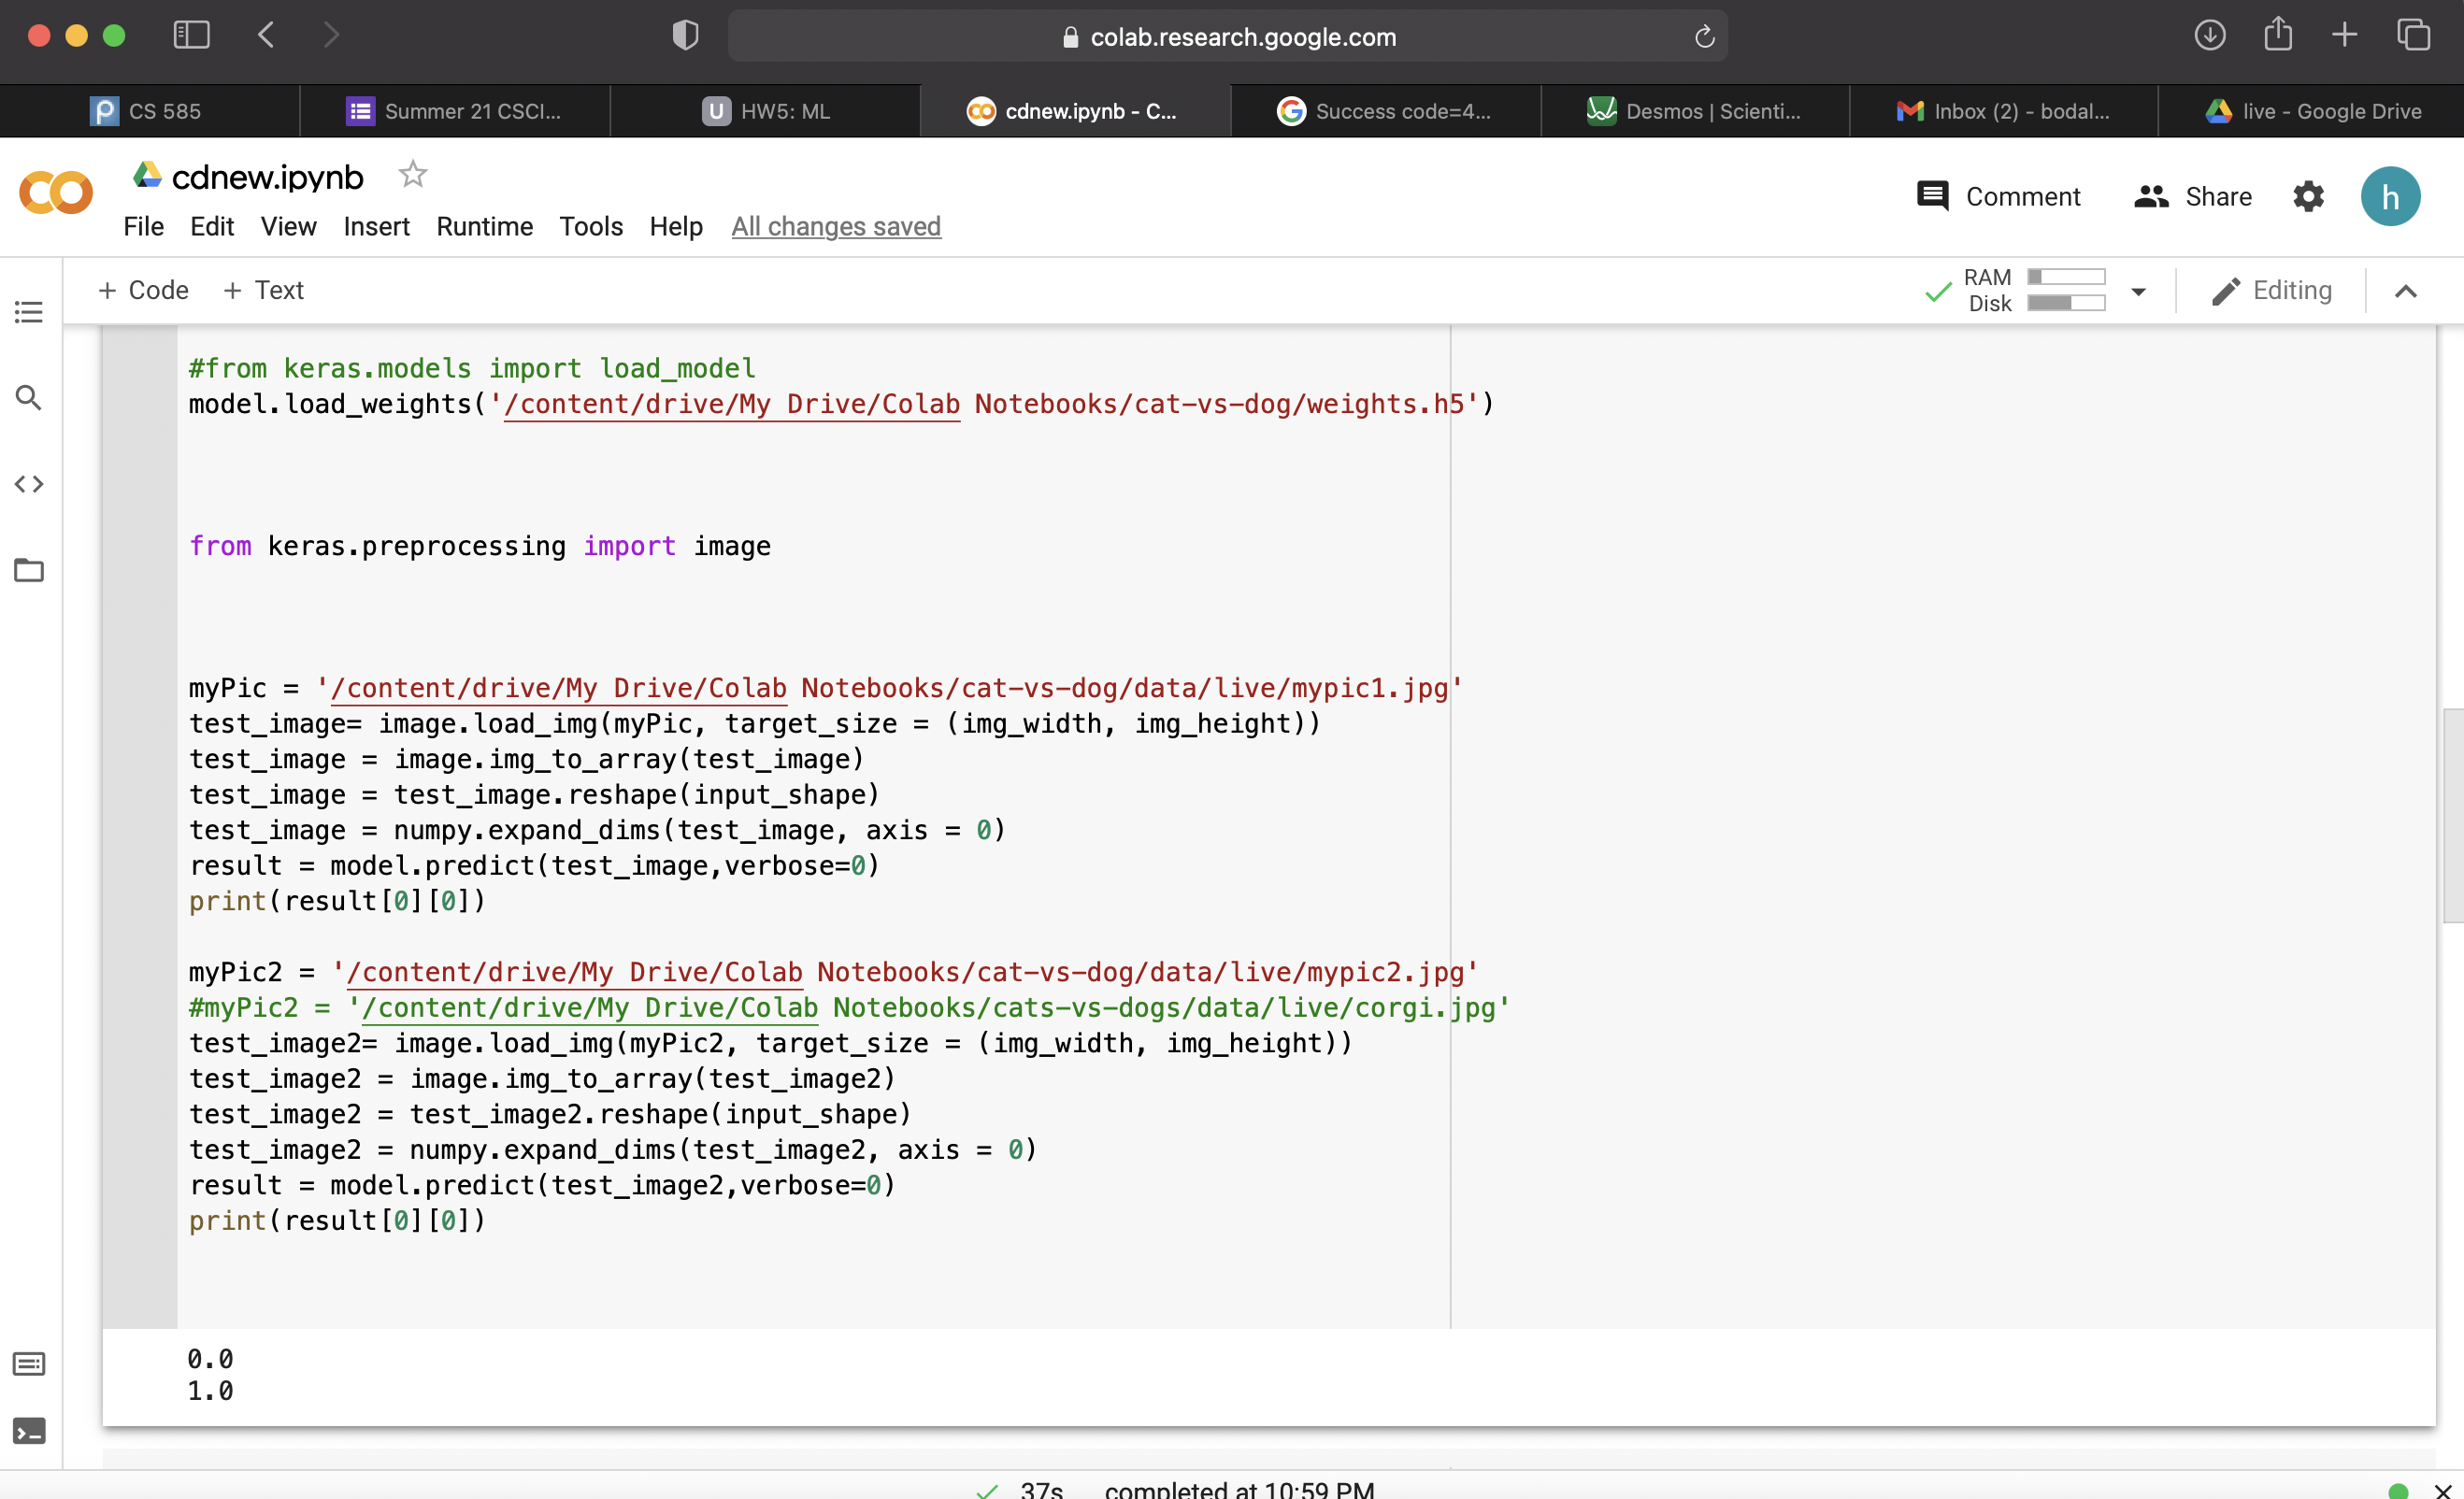 colab.research.google.com
CS 585
Summer 21 CSCI...
U HW5: ML
cdnew.ipynb - C...
Success code=4...
Desmos | Scienti...
Inbox (2) - bodal...
live - Google Drive
cdnew.ipynb
Comment
Share
h
File Edit View Insert Runtime Tools Help All changes saved
+ Code + Text
RAM
Disk
Editing
#from keras.models import load_model
model.load_weights('/content/drive/My Drive/Colab Notebooks/cat-vs-dog/weights.h5')
from keras.preprocessing import image
myPic = '/content/drive/My Drive/Colab Notebooks/cat-vs-dog/data/live/mypic1.jpg'
test_image= image.load_img(myPic, target_size = (img_width, img_height))
test_image = image.img_to_array(test_image)
test_image = test_image.reshape(input_shape)
test_image = numpy.expand_dims(test_image, axis = 0)
result = model.predict(test_image,verbose=0)
print(result[0][0])
myPic2 = '/content/drive/My Drive/Colab Notebooks/cat-vs-dog/data/live/mypic2.jpg'
#myPic2 = '/content/drive/My Drive/Colab Notebooks/cats-vs-dogs/data/live/corgi.jpg'
test_image2= image.load_img(myPic2, target_size = (img_width, img_height))
test_image2 = image.img_to_array(test_image2)
test_image2 = test_image2.reshape(input_shape)
test_image2 = numpy.expand_dims(test_image2, axis = 0)
result = model.predict(test_image2,verbose=0)
print(result[0][0])
0.0
1.0
37s completed at 10:59 PM